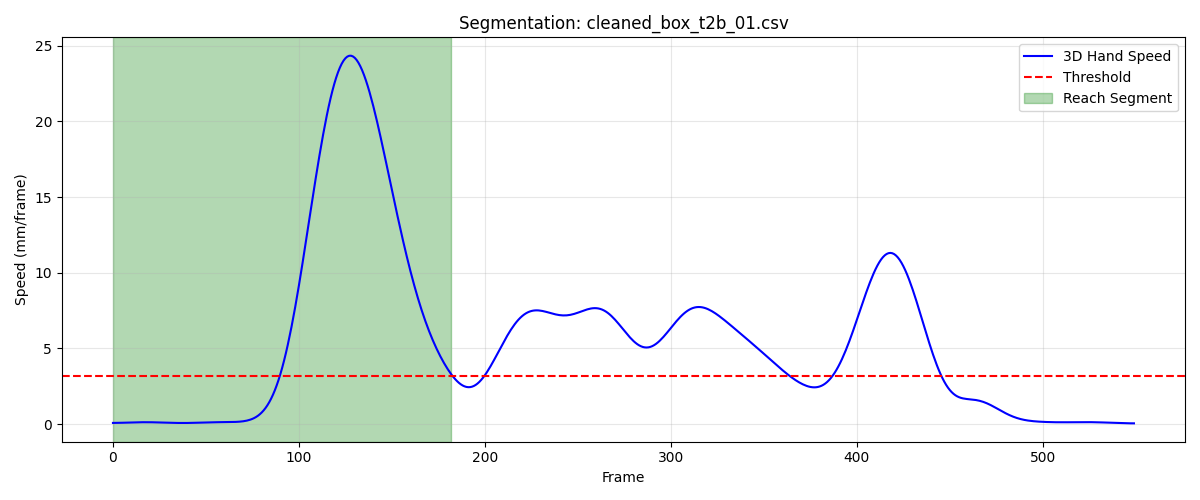 Segmentation: cleaned_box_t2b_01.csv
3D Hand Speed
Threshold
Reach Segment
Speed (mm/frame)
25
20
15
10
5
0
0 100 200 300 400 500
Frame